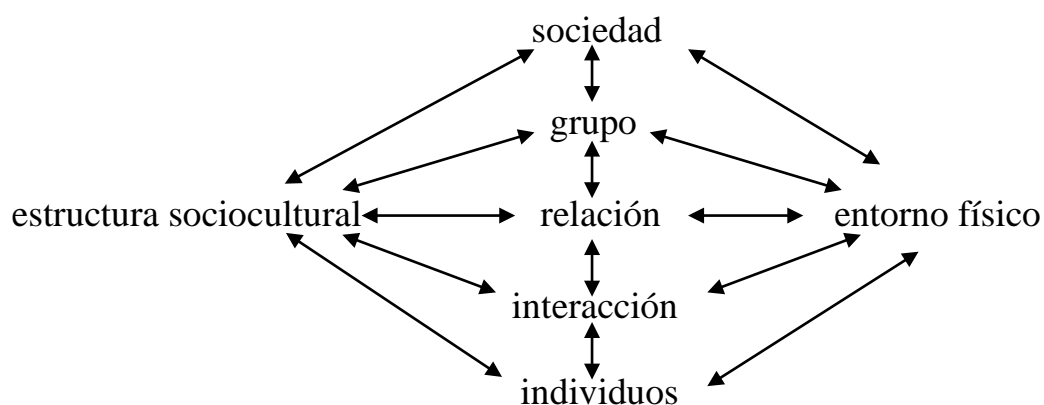 sociedad
grupo
estructura sociocultural relación entorno físico
interacción
individuos